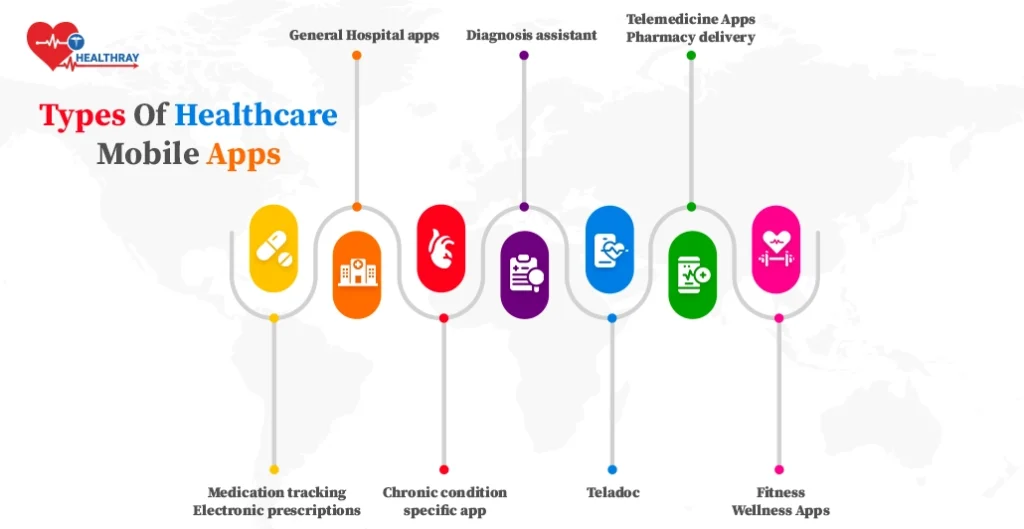 HEALTHRAY
Types Of Healthcare
Mobile Apps
General Hospital apps
Diagnosis assistant
Telemedicine Apps
Pharmacy delivery
Medication tracking
Electronic prescriptions
Chronic condition
specific app
Teladoc
Fitness
Wellness Apps